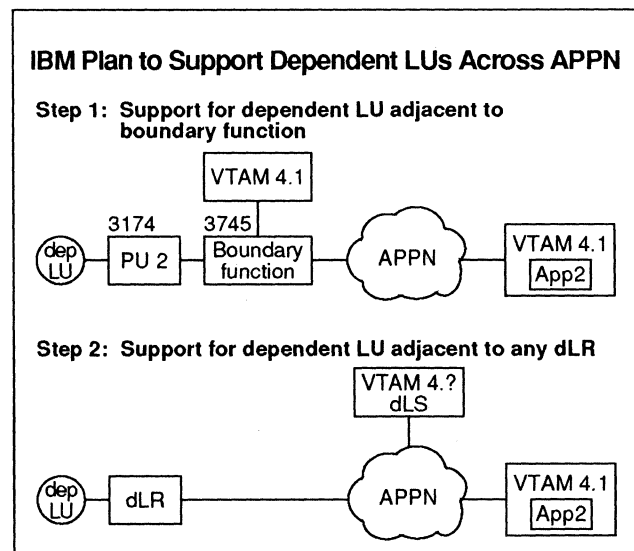 IBM Plan to Support Dependent LUs Across APPN
Step 1: Support for dependent LU adjacent to
boundary function
VTAM 4.1
3174
3745
dep
LU
PU 2
Boundary
function
APPN
VTAM 4.1
App2
Step 2: Support for dependent LU adjacent to any dLR
VTAM 4.?
dLS
dep
LU
dLR
APPN
VTAM 4.1
App2